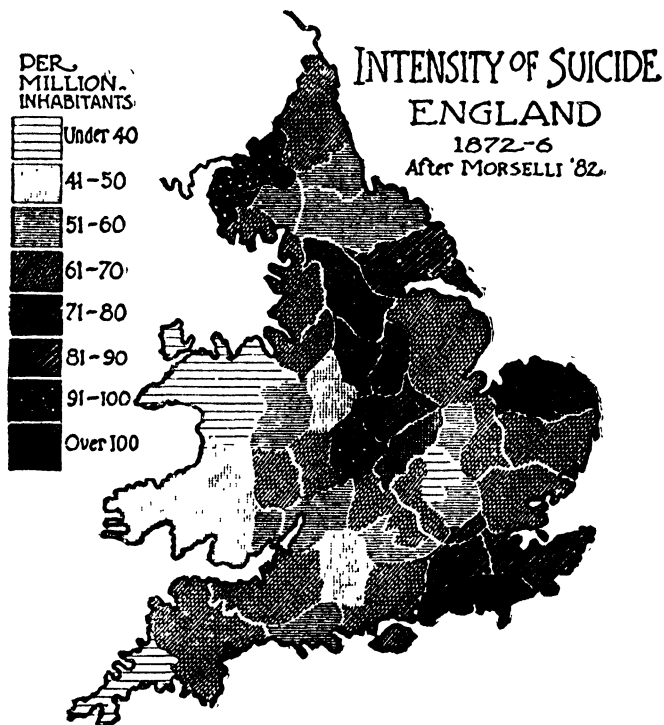 PER
MILLION.
INHABITANTS.
Under 40
41-50
51-60
61-70
71-80
81-90
91-100
Over 100
INTENSITY OF SUICIDE
ENGLAND
1872-6
After MORSELLI '82.